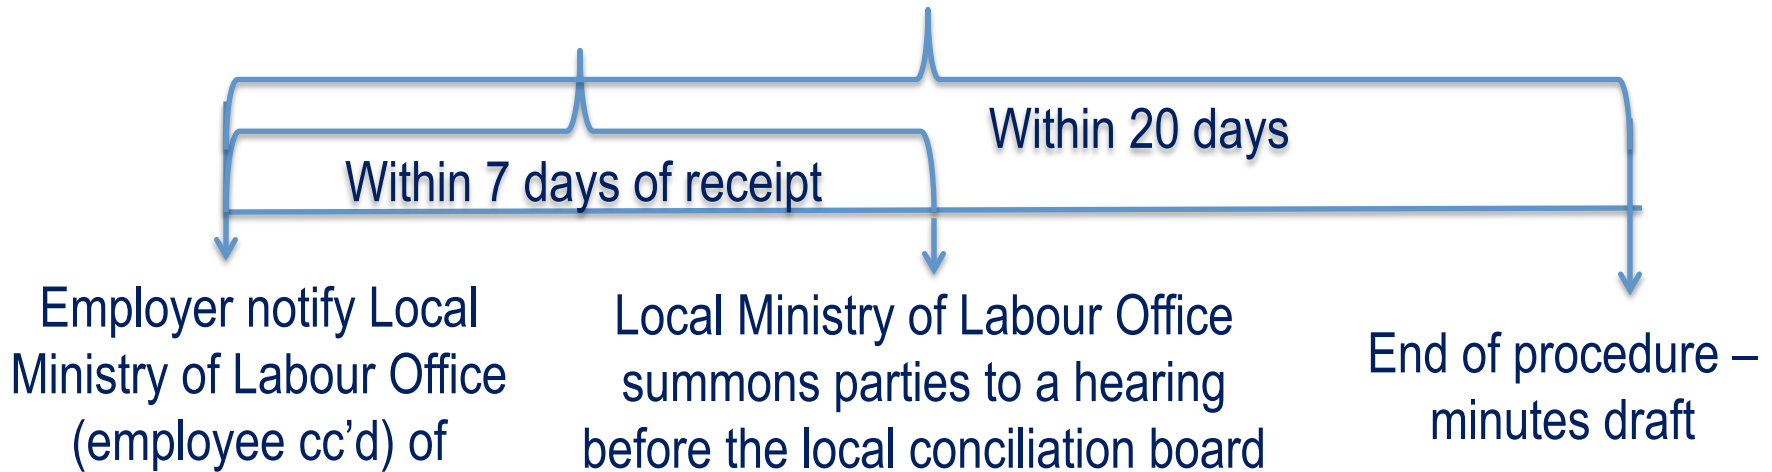 Within 20 days
Within 7 days of receipt
Employer notify Local
Ministry of Labour Office
(employee cc’d) of
Local Ministry of Labour Office
summons parties to a hearing
before the local conciliation board
End of procedure –
minutes draft